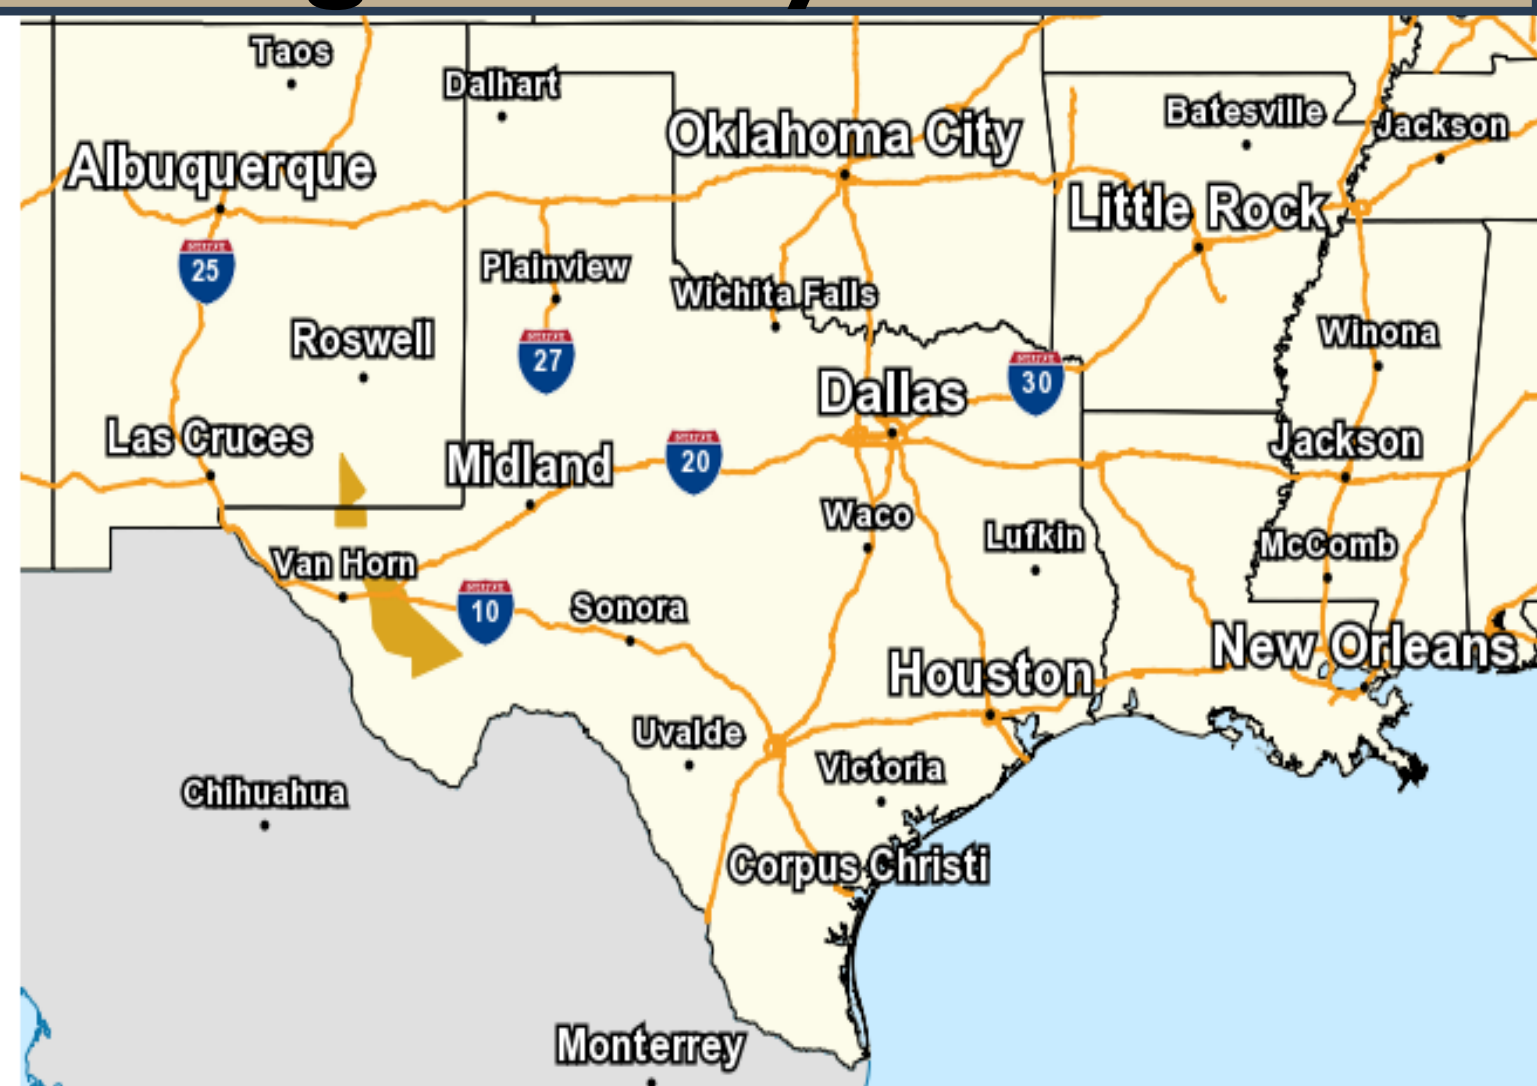 Taos
Dalhart
Batesville
Jackson
Oklahoma City
Albuquerque
Little Rock
25
Plainview
Wichita Falls
Winona
Roswell
27
30
Dallas
Las Cruces
Midland
20
Jackson
Waco
Lufkin
McComb
Van Horn
10
Sonora
New Orleans
Houston
Uvalde
Victoria
Chihuahua
Corpus Christi
Monterrey